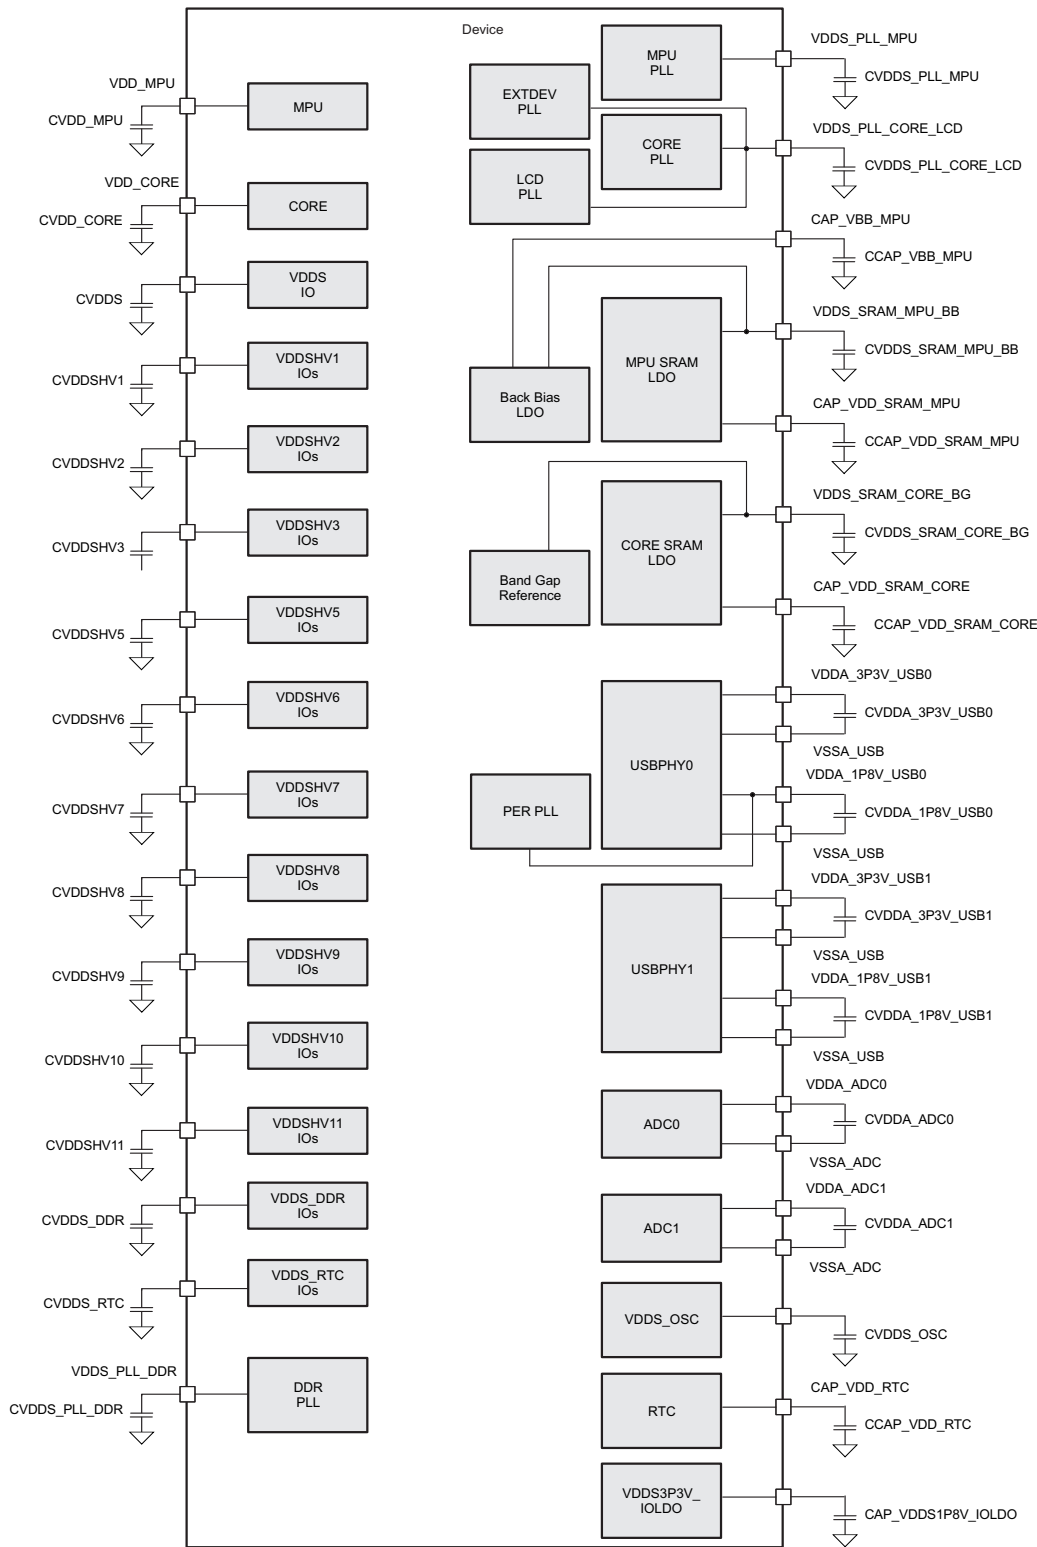 Device
VDD_MPU
CVDD_MPU
MPU
VDD_CORE
CVDD_CORE
CORE
CVDDS
VDDS
IO
CVDDSHV1
VDDSHV1
IOs
CVDDSHV2
VDDSHV2
IOs
CVDDSHV3
VDDSHV3
IOs
CVDDSHV5
VDDSHV5
IOs
CVDDSHV6
VDDSHV6
IOs
CVDDSHV7
VDDSHV7
IOs
CVDDSHV8
VDDSHV8
IOs
CVDDSHV9
VDDSHV9
IOs
CVDDSHV10
VDDSHV10
IOs
CVDDSHV11
VDDSHV11
IOs
CVDDS_DDR
VDDS_DDR
IOs
CVDDS_RTC
VDDS_RTC
IOs
VDDS_PLL_DDR
CVDDS_PLL_DDR
DDR
PLL
MPU
PLL
VDDS_PLL_MPU
CVDDS_PLL_MPU
EXTDEV
PLL
CORE
PLL
LCD
PLL
VDDS_PLL_CORE_LCD
CVDDS_PLL_CORE_LCD
CAP_VBB_MPU
CCAP_VBB_MPU
MPU SRAM
LDO
Back Bias
LDO
VDDS_SRAM_MPU_BB
CVDDS_SRAM_MPU_BB
CAP_VDD_SRAM_MPU
CCAP_VDD_SRAM_MPU
CORE SRAM
LDO
Band Gap
Reference
VDDS_SRAM_CORE_BG
CVDDS_SRAM_CORE_BG
CAP_VDD_SRAM_CORE
CCAP_VDD_SRAM_CORE
USBPHY0
PER PLL
VDDA_3P3V_USB0
CVDDA_3P3V_USB0
VSSA_USB
VDDA_1P8V_USB0
CVDDA_1P8V_USB0
VSSA_USB
USBPHY1
VDDA_3P3V_USB1
CVDDA_3P3V_USB1
VSSA_USB
VDDA_1P8V_USB1
CVDDA_1P8V_USB1
VSSA_USB
ADC0
VDDA_ADC0
CVDDA_ADC0
VSSA_ADC
ADC1
VDDA_ADC1
CVDDA_ADC1
VSSA_ADC
VDDS_OSC
CVDDS_OSC
RTC
CAP_VDD_RTC
CCAP_VDD_RTC
VDDS3P3V_
IOLDO
CAP_VDDS1P8V_IOLDO